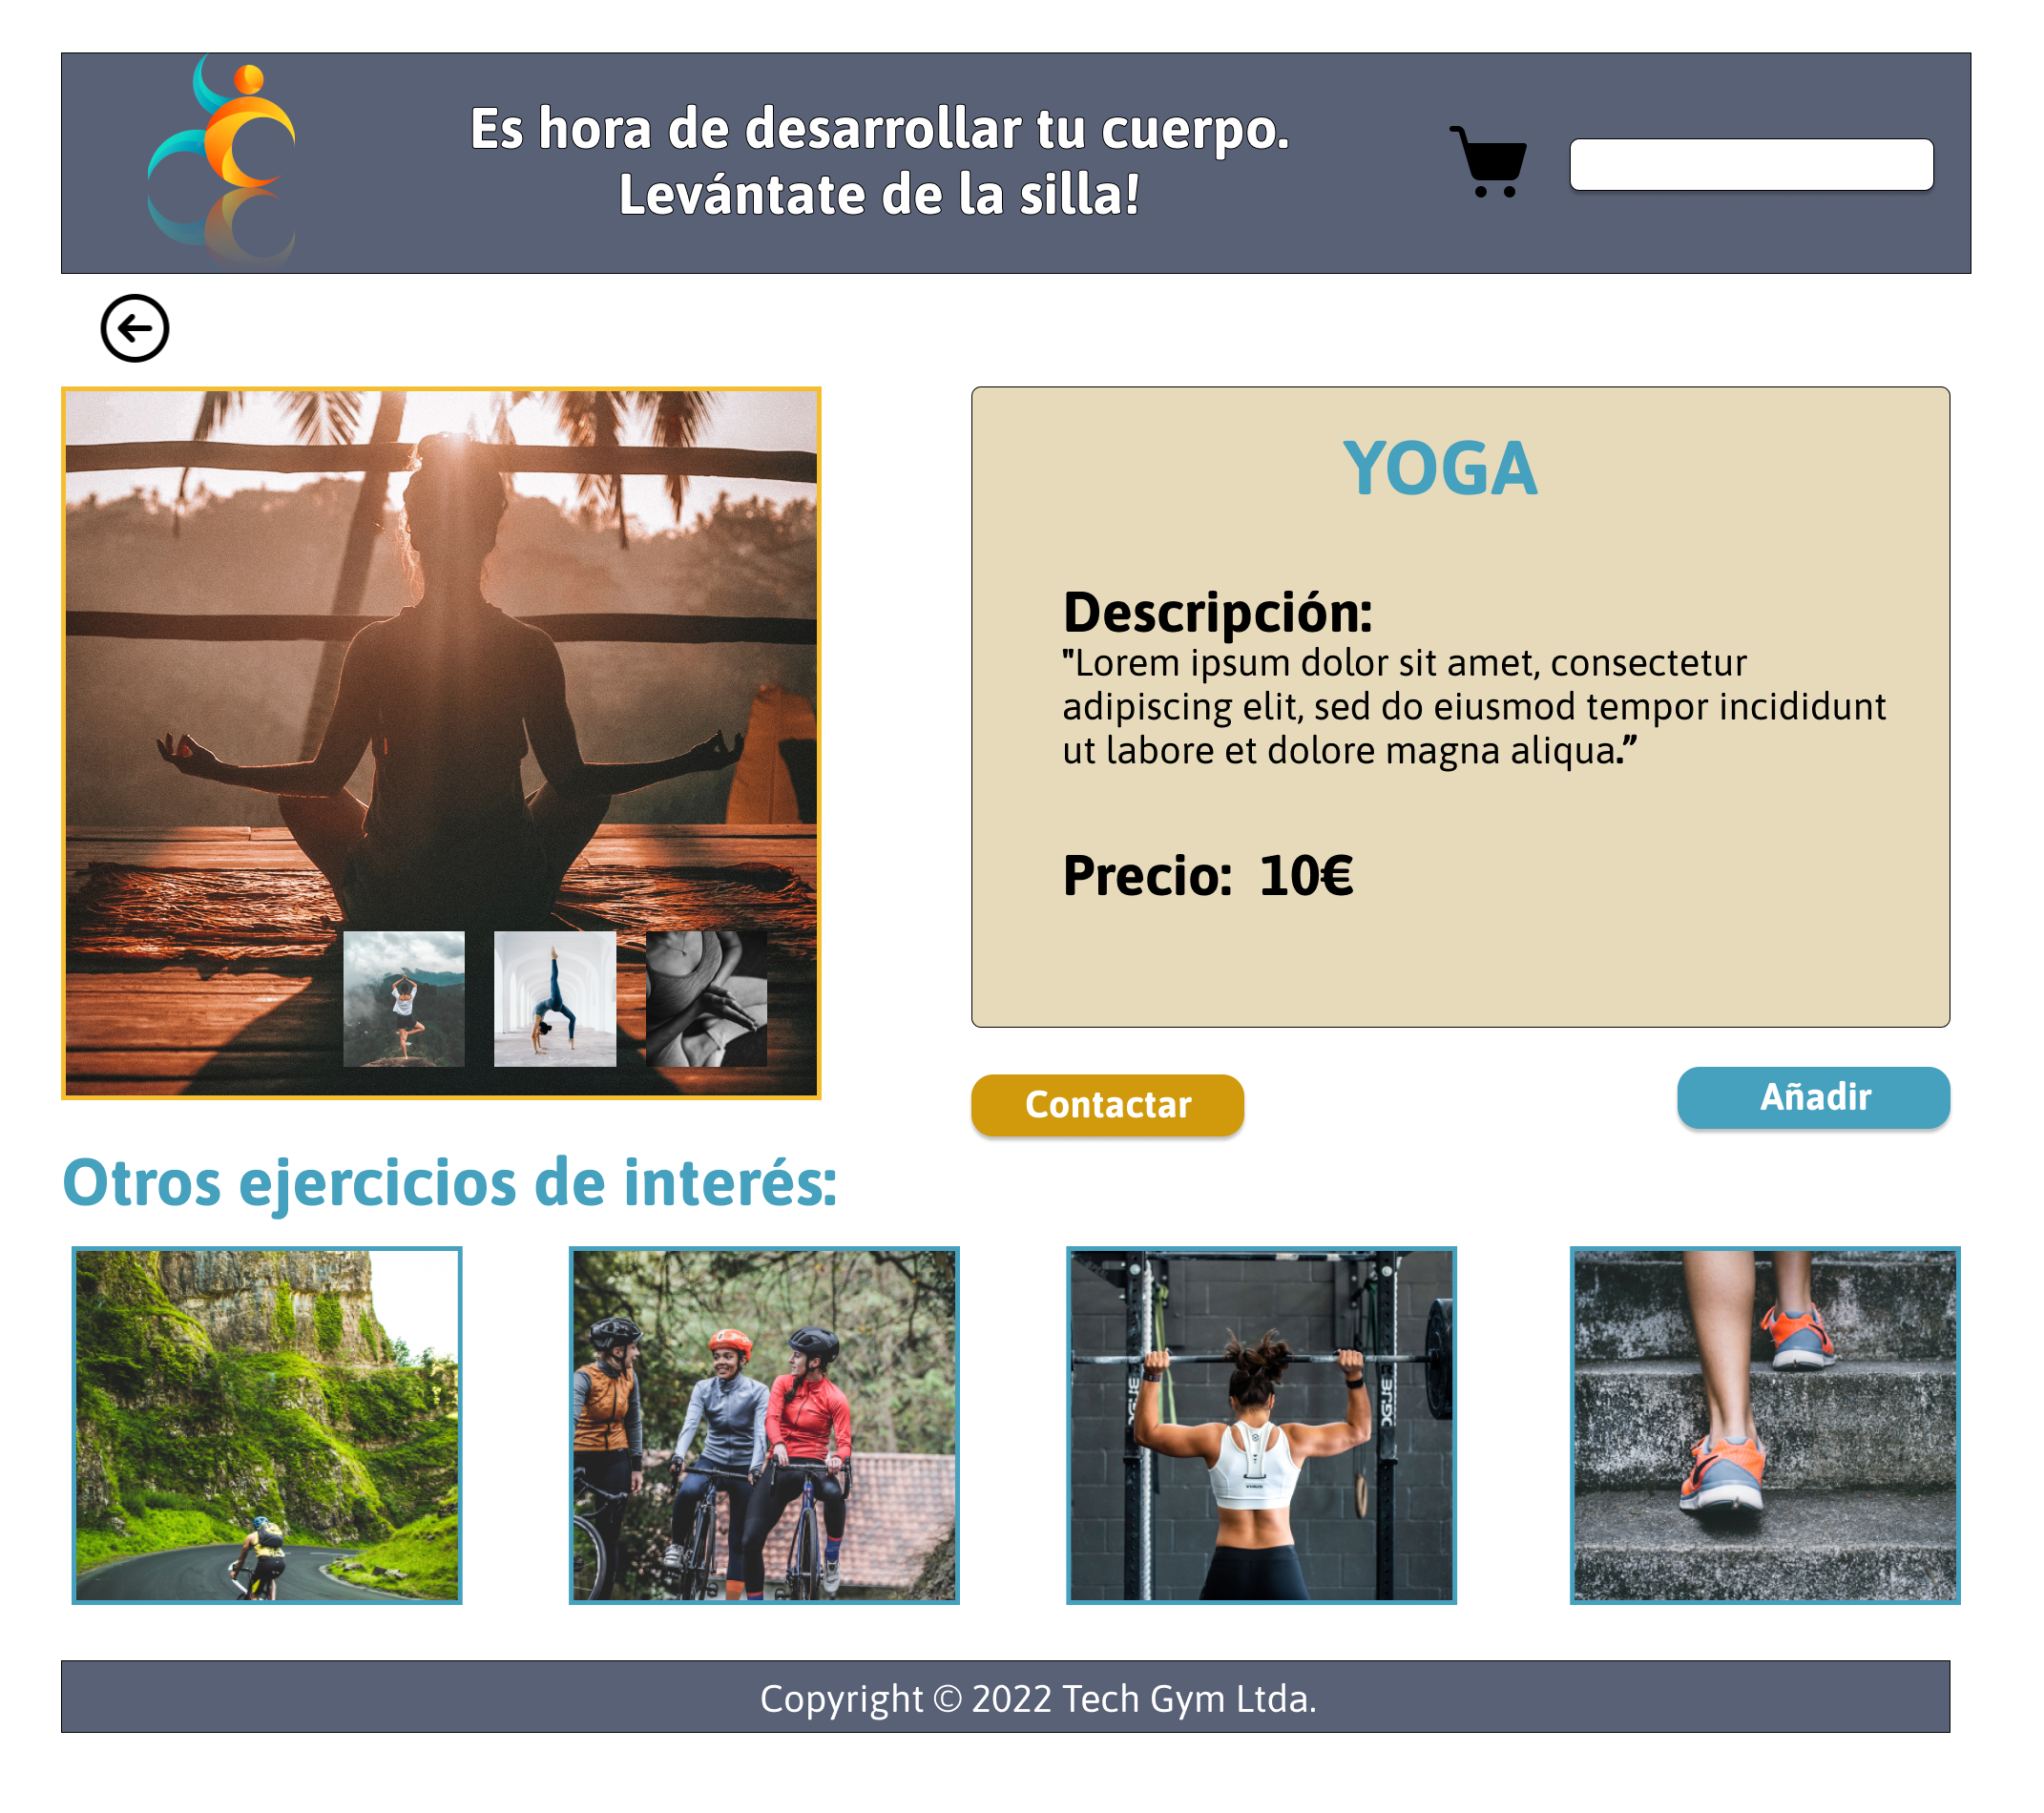 Es hora de desarrollar tu cuerpo.
Levántate de la silla!
YOGA
Descripción:
"Lorem ipsum dolor sit amet, consectetur
adipiscing elit, sed do eiusmod tempor incididunt
ut labore et dolore magna aliqua.”
Precio: 10€
Contactar
Añadir
Otros ejercicios de interés:
Copyright © 2022 Tech Gym Ltda.